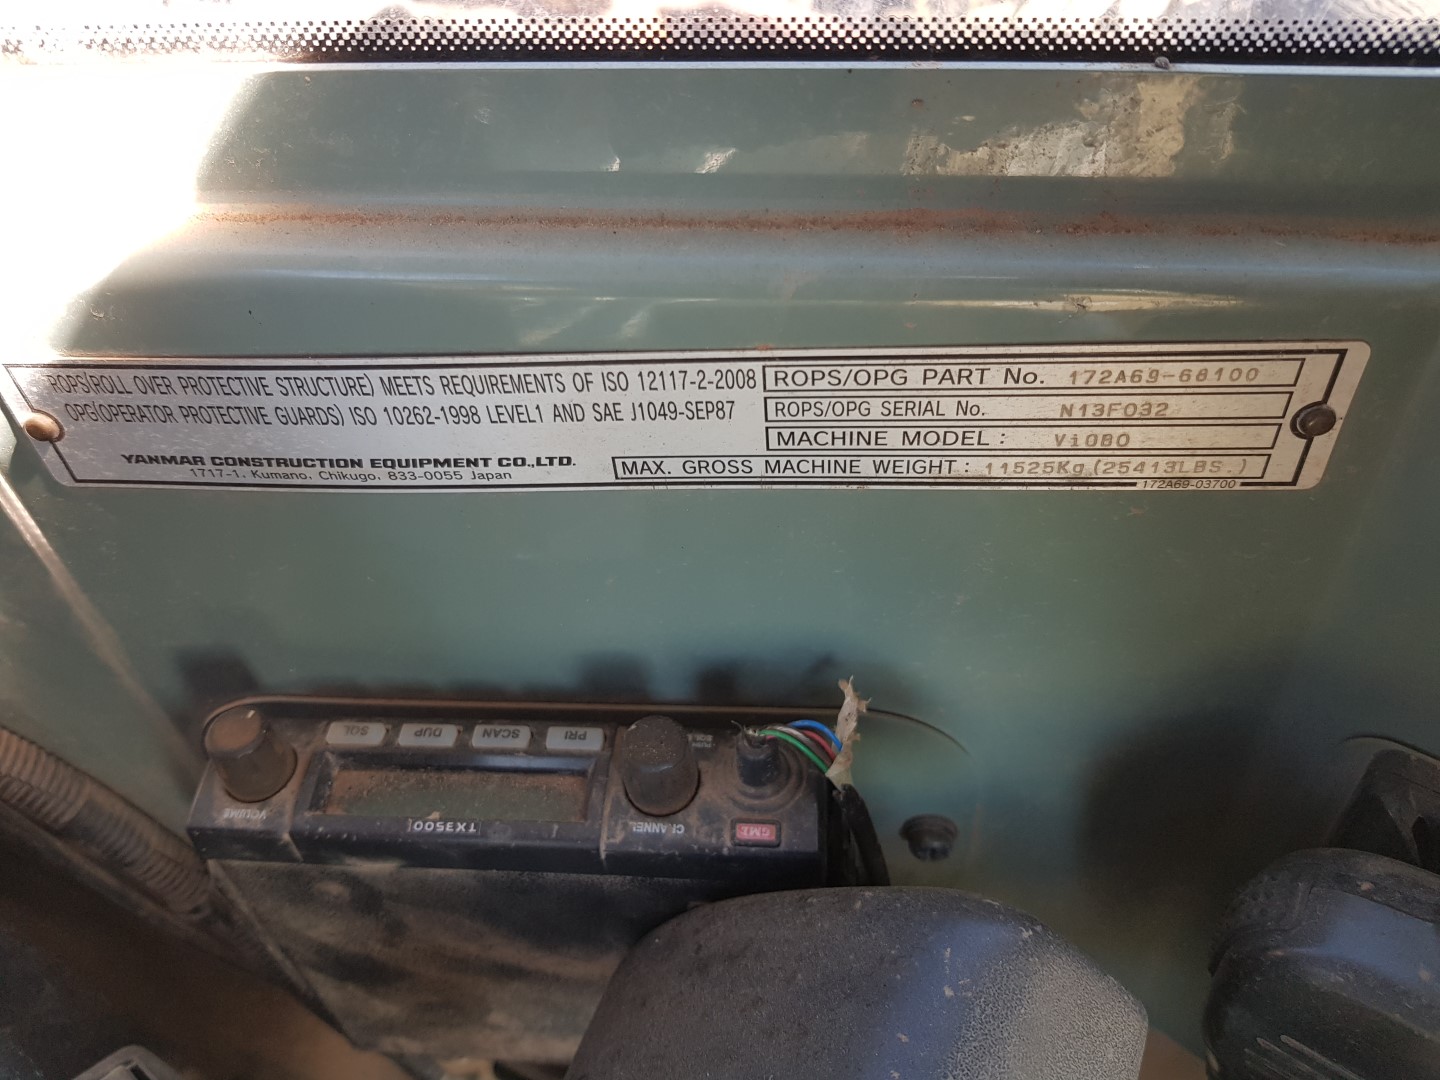 ROPS(ROLL OVER PROTECTIVE STRUCTURE) MEETS REQUIREMENTS OF ISO 12117-2-2008
OPG(OPERATOR PROTECTIVE GUARDS) ISO 10262-1998 LEVEL1 AND SAE J1049-SEP87
YANMAR CONSTRUCTION EQUIPMENT CO.,LTD.
1717-1, Kumano, Chikugo, 833-0055 Japan
ROPS/OPG PART No. 172A69-68100
ROPS/OPG SERIAL No. N13F032
MACHINE MODEL : ViO80
MAX. GROSS MACHINE WEIGHT : 11525Kg (25413LBS.)
172A69-03700
SQL DUP SCAN PRI
VOLUME
TX3500
CHANNEL
GME